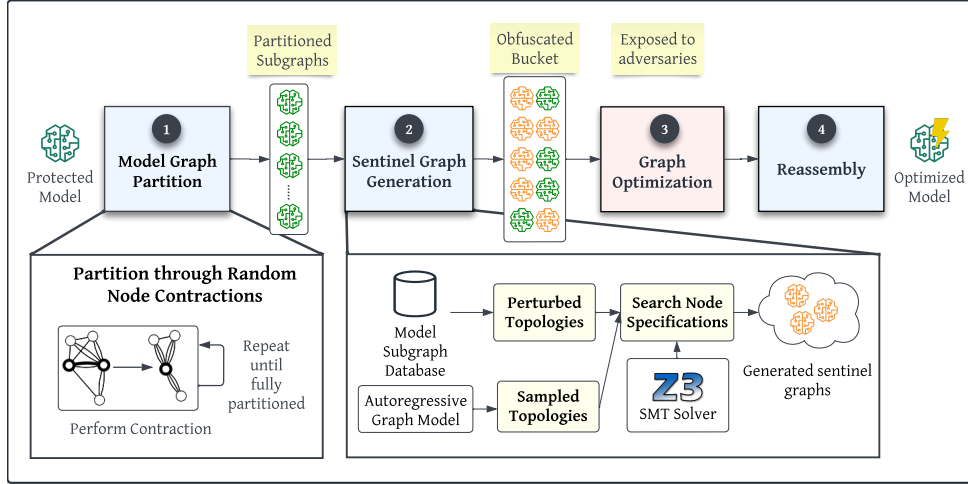 Partitioned
Subgraphs
Obfuscated
Bucket
Exposed to
adversaries
Protected
Model
1
Model Graph
Partition
2
Sentinel Graph
Generation
3
Graph
Optimization
4
Reassembly
Optimized
Model
Partition through Random
Node Contractions
Repeat
until
fully
partitioned
Perform Contraction
Model
Subgraph
Database
Perturbed
Topologies
Search Node
Specifications
Generated sentinel
graphs
Autoregressive
Graph Model
Sampled
Topologies
Z3
SMT Solver